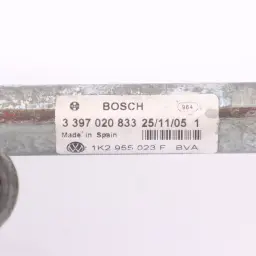 BOSCH
3 397 020 833 25/11/05 1
Made in Spain
1K2 955 023 F BVA